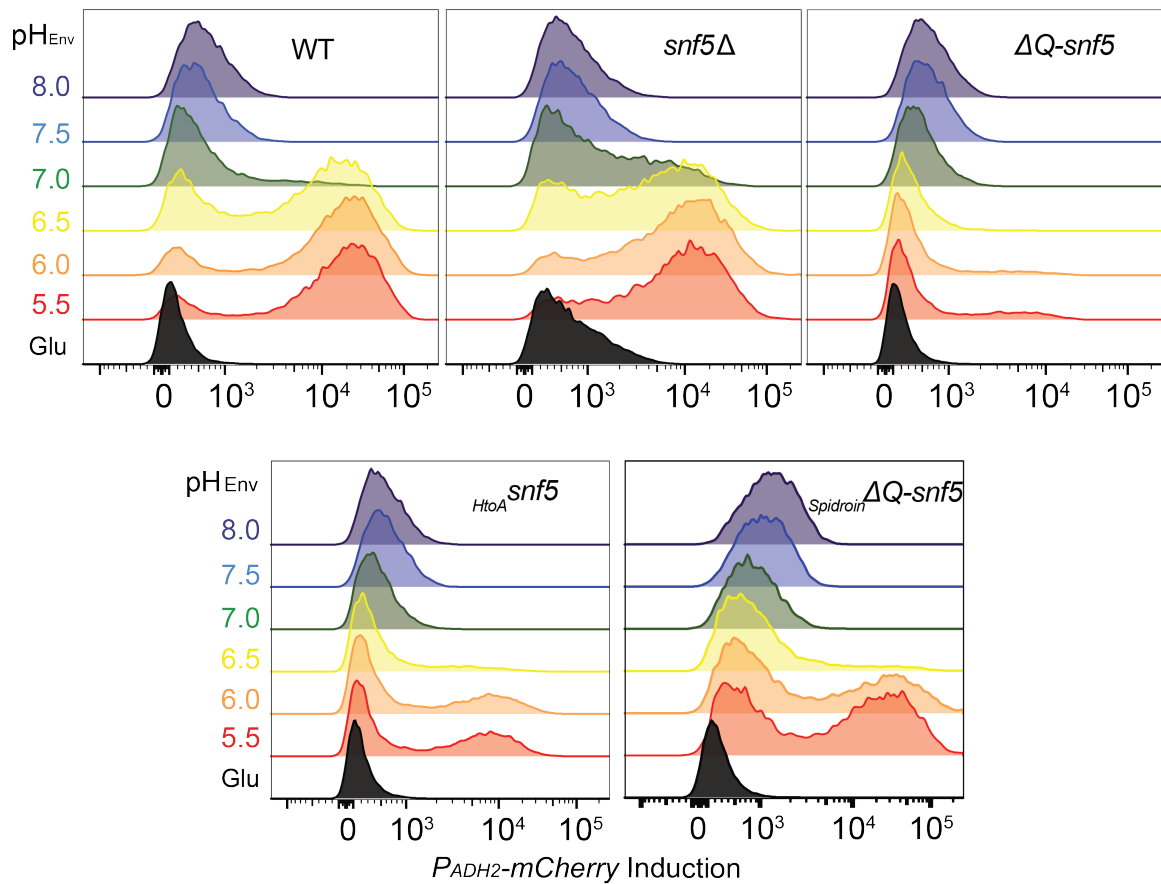 pHEnv
WT
snf5Δ
ΔQ-snf5
8.0
7.5
7.0
6.5
6.0
5.5
Glu
0 10³ 10⁴ 10⁵
0 10³ 10⁴ 10⁵
0 10³ 10⁴ 10⁵
pHEnv
HtoAsnf5
SpidroinΔQ-snf5
8.0
7.5
7.0
6.5
6.0
5.5
Glu
0 10³ 10⁴ 10⁵
0 10³ 10⁴ 10⁵
PADH2-mCherry Induction